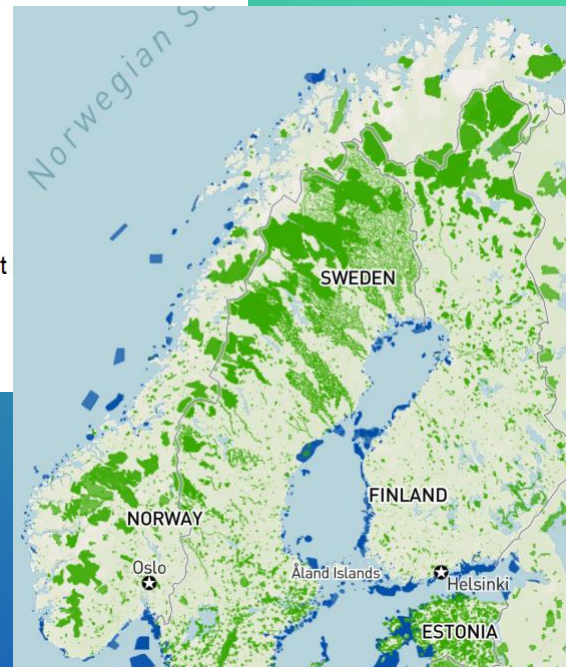 Norwegian S
t
SWEDEN
FINLAND
NORWAY
Oslo
Åland Islands
Helsinki
ESTONIA